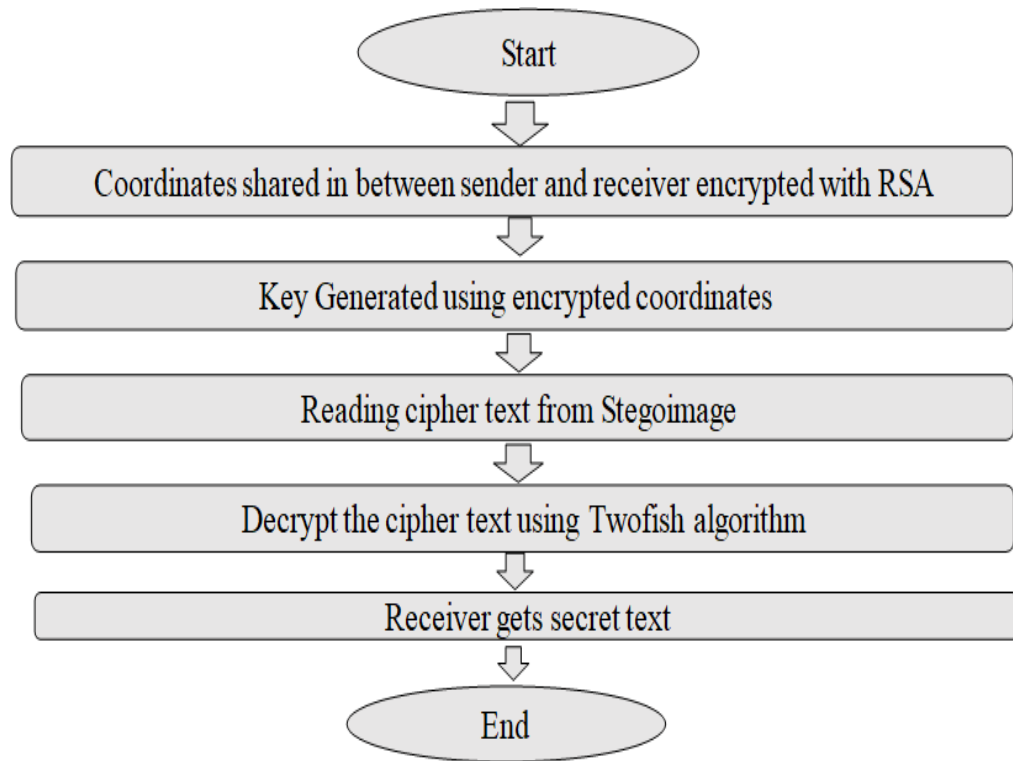 Start
Coordinates shared in between sender and receiver encrypted with RSA
Key Generated using encrypted coordinates
Reading cipher text from Stegoimage
Decrypt the cipher text using Twofish algorithm
Receiver gets secret text
End